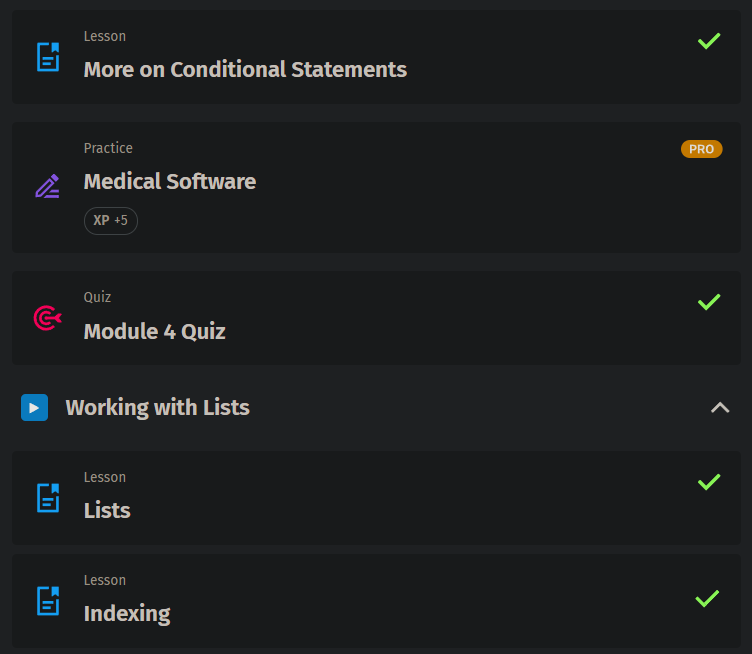 Lesson
More on Conditional Statements
Practice
PRO
Medical Software
XP +5
Quiz
Module 4 Quiz
Working with Lists
Lesson
Lists
Lesson
Indexing